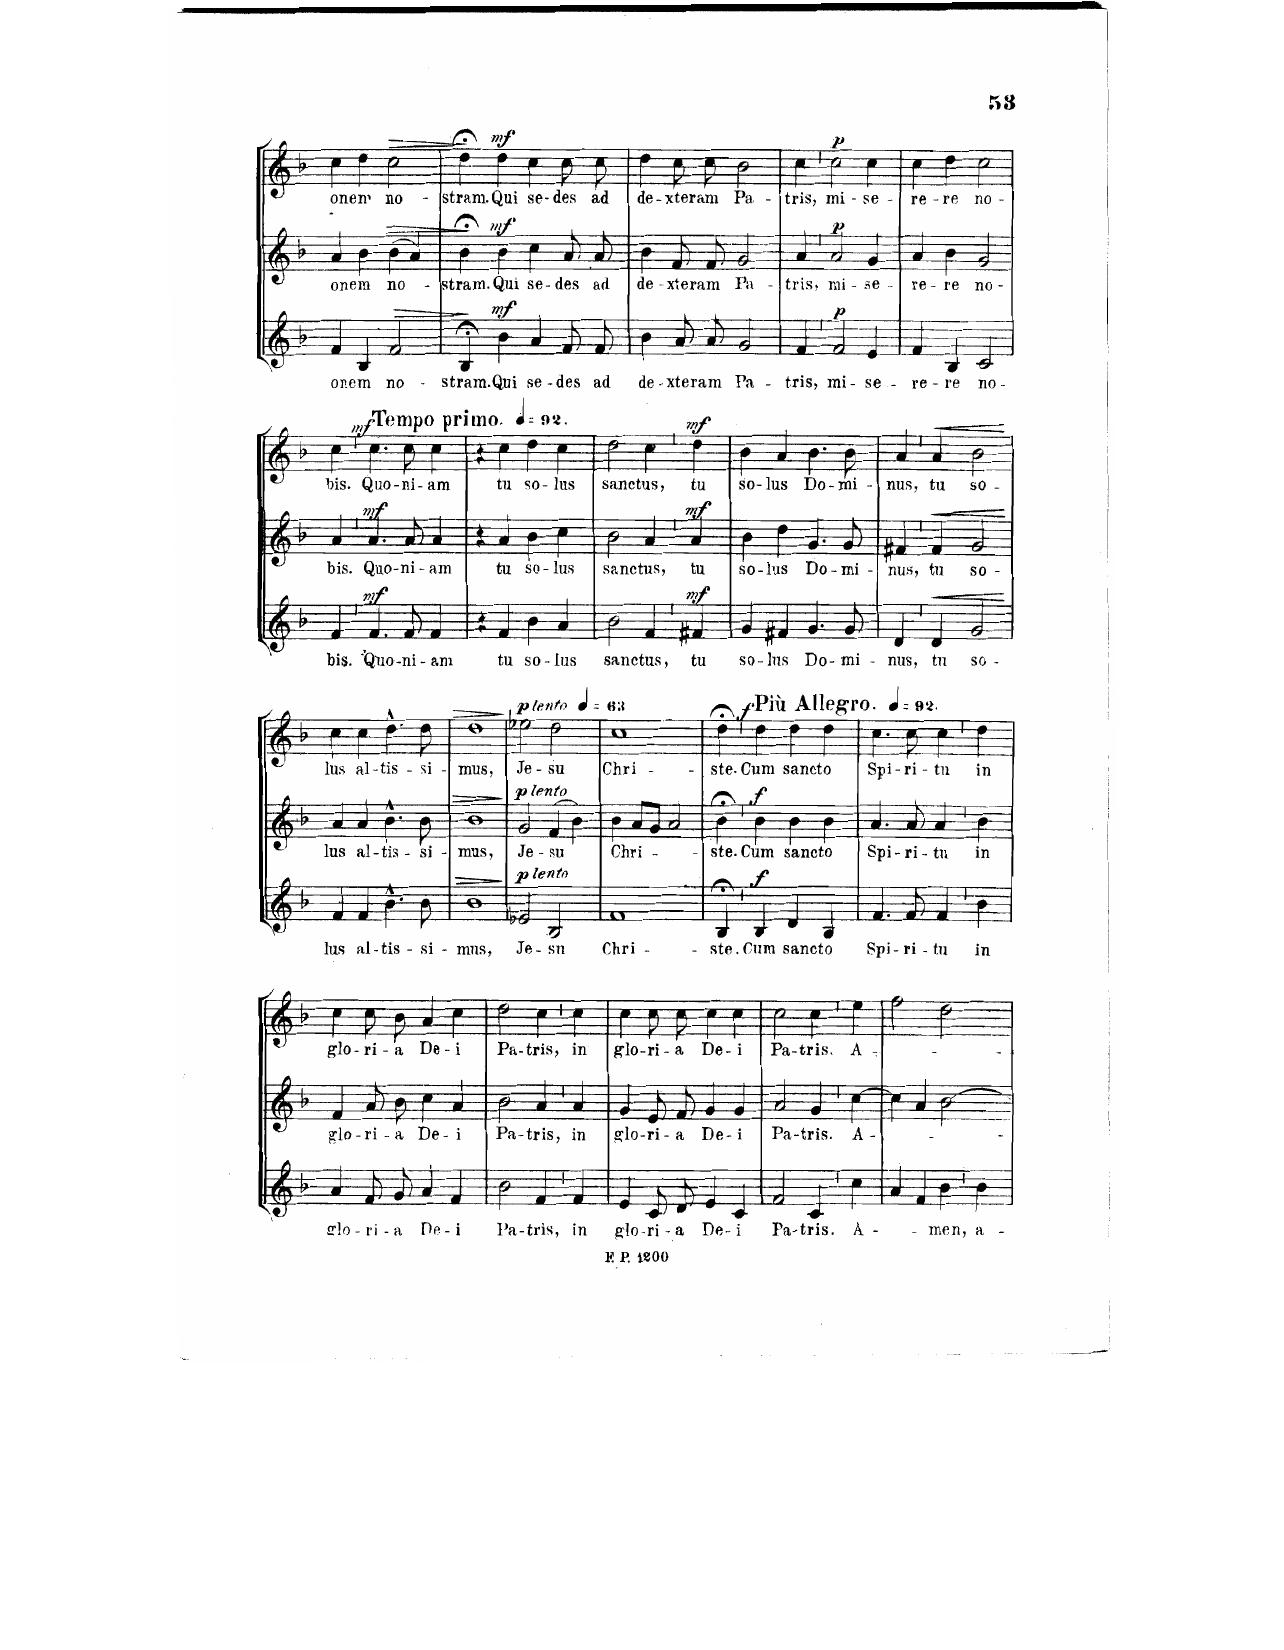 53
mf p
onem no - stram. Qui se - des ad de - xteram Pa - tris, mi - se - re - re no -
mf p
onem no - stram. Qui se - des ad de - xteram Pa - tris, mi - se - re - re no -
mf p
onem no - stram. Qui se - des ad de - xteram Pa - tris, mi - se - re - re no -
mf Tempo primo. = 92. mf
bis. Quo - ni - am tu so - lus sanctus, tu so - lus Do - mi - nus, tu so -
mf mf
bis. Quo - ni - am tu so - lus sanctus, tu so - lus Do - mi - nus, tu so -
mf mf
bis. Quo - ni - am tu so - lus sanctus, tu so - lus Do - mi - nus, tu so -
p lento = 63 f Più Allegro. = 92.
lus al - tis - si - mus, Je - su Chri - ste. Cum sancto Spi - ri - tu in
p lento f
lus al - tis - si - mus, Je - su Chri - ste. Cum sancto Spi - ri - tu in
p lento f
lus al - tis - si - mus, Je - su Chri - ste. Cum sancto Spi - ri - tu in
glo - ri - a De - i Pa - tris, in glo - ri - a De - i Pa - tris. A -
glo - ri - a De - i Pa - tris, in glo - ri - a De - i Pa - tris. A -
glo - ri - a De - i Pa - tris, in glo - ri - a De - i Pa - tris. A - men, a -
F. P. 1200